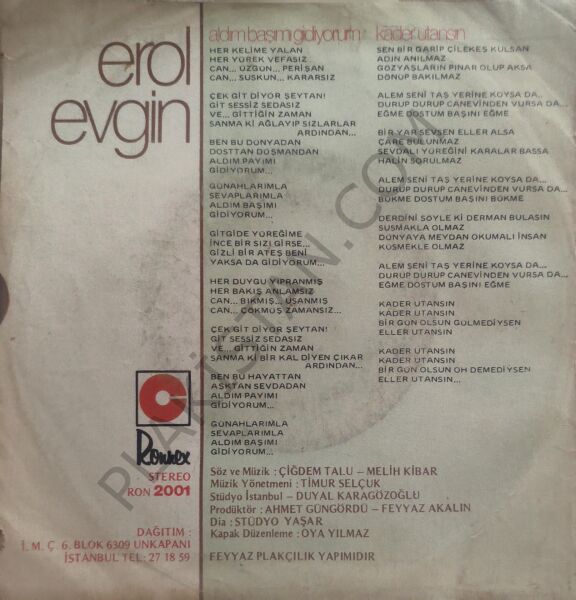 erol
evgin
aldım başımı gidiyorum
HER KELİME YALAN
HER YÜREK VEFASIZ
CAN... ÜZGÜN... PERİŞAN
CAN... SUSKUN... KARARSIZ
ÇEK GİT DİYOR ŞEYTAN!
GİT SESSİZ SEDASIZ
VE... GİTTİĞİN ZAMAN
SANMA Kİ AĞLAYIP SIZLARLAR
ARDINDAN...
BEN BU DÜNYADAN
DOSTTAN DÜŞMANDAN
ALDIM PAYIMI
GİDİYORUM...
GÜNAHLARIMLA
SEVAPLARIMLA
ALDIM BAŞIMI
GİDİYORUM...
GİTGİDE YÜREĞİME
İNCE BİR SIZI GİRSE...
GİZLİ BİR ATEŞ BENİ
YAKSA DA GİDİYORUM...
HER DUYGU YIPRANMIŞ
HER BAKIŞ ANLAMSIZ
CAN... BIKMIŞ... USANMIŞ
CAN... ÇÖKMÜŞ ZAMANSIZ...
ÇEK GİT DİYOR ŞEYTAN!
GİT SESSİZ SEDASIZ
VE... GİTTİĞİN ZAMAN
SANMA Kİ BİR KAL DİYEN ÇIKAR
ARDINDAN...
BEN BU HAYATTAN
AŞKTAN SEVDADAN
ALDIM PAYIMI
GİDİYORUM...
GÜNAHLARIMLA
SEVAPLARIMLA
ALDIM BAŞIMI
GİDİYORUM...
kader utansın
SEN BİR GARİP ÇİLEKEŞ KULSAN
ADIN ANILMAZ
GÖZYAŞLARIN PINAR OLUP AKSA
DÖNÜP BAKILMAZ
ALEM SENİ TAŞ YERİNE KOYSA DA...
DURUP DURUP CANEVİNDEN VURSA DA...
EĞME DOSTUM BAŞINI EĞME
BİR YAR SEVSEN ELLER ALSA
ÇARE BULUNMAZ
SEVDALI YÜREĞİNİ KARALAR BASSA
HALİN SORULMAZ
ALEM SENİ TAŞ YERİNE KOYSA DA...
DURUP DURUP CANEVİNDEN VURSA DA...
BÜKME DOSTUM BAŞINI BÜKME
DERDİNİ SÖYLE Kİ DERMAN BULASIN
SUSMAKLA OLMAZ
DÜNYAYA MEYDAN OKUMALI İNSAN
KÜSMEKLE OLMAZ
ALEM SENİ TAŞ YERİNE KOYSA DA...
DURUP DURUP CANEVİNDEN VURSA DA...
EĞME DOSTUM BAŞINI EĞME
KADER UTANSIN
KADER UTANSIN
BİR GÜN OLSUN GÜLMEDİYSEN
ELLER UTANSIN
KADER UTANSIN
KADER UTANSIN
BİR GÜN OLSUN OH DEMEDİYSEN
ELLER UTANSIN...
Ronnex
STEREO
RON 2001
DAĞITIM :
İ. M. Ç. 6. BLOK 6309 UNKAPANI
İSTANBUL TEL: 27 18 59
Söz ve Müzik : ÇİĞDEM TALU – MELİH KİBAR
Müzik Yönetmeni : TİMUR SELÇUK
Stüdyo İstanbul – DUYAL KARAGÖZOĞLU
Prodüktör : AHMET GÜNGÖRDÜ – FEYYAZ AKALIN
Dia : STÜDYO YAŞAR
Kapak Düzenleme : OYA YILMAZ
FEYYAZ PLAKÇILIK YAPIMIDIR